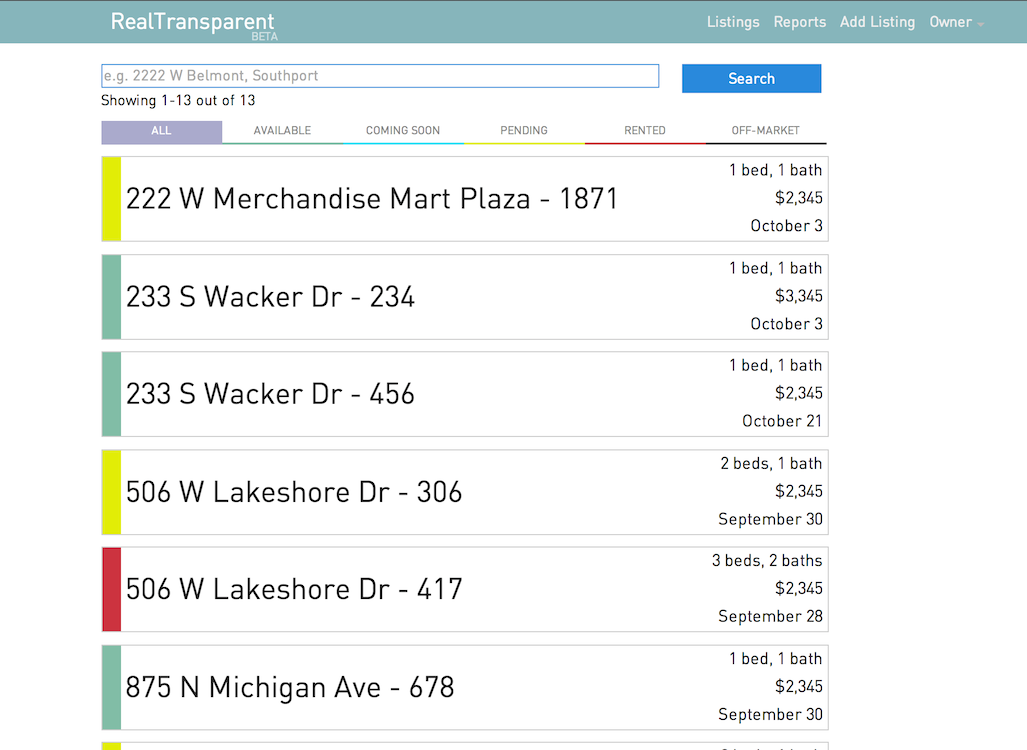 RealTransparent
BETA
Listings Reports Add Listing Owner
e.g. 2222 W Belmont, Southport
Search
Showing 1-13 out of 13
ALL AVAILABLE COMING SOON PENDING RENTED OFF-MARKET
222 W Merchandise Mart Plaza - 1871
1 bed, 1 bath
$2,345
October 3
233 S Wacker Dr - 234
1 bed, 1 bath
$3,345
October 3
233 S Wacker Dr - 456
1 bed, 1 bath
$2,345
October 21
506 W Lakeshore Dr - 306
2 beds, 1 bath
$2,345
September 30
506 W Lakeshore Dr - 417
3 beds, 2 baths
$2,345
September 28
875 N Michigan Ave - 678
1 bed, 1 bath
$2,345
September 30